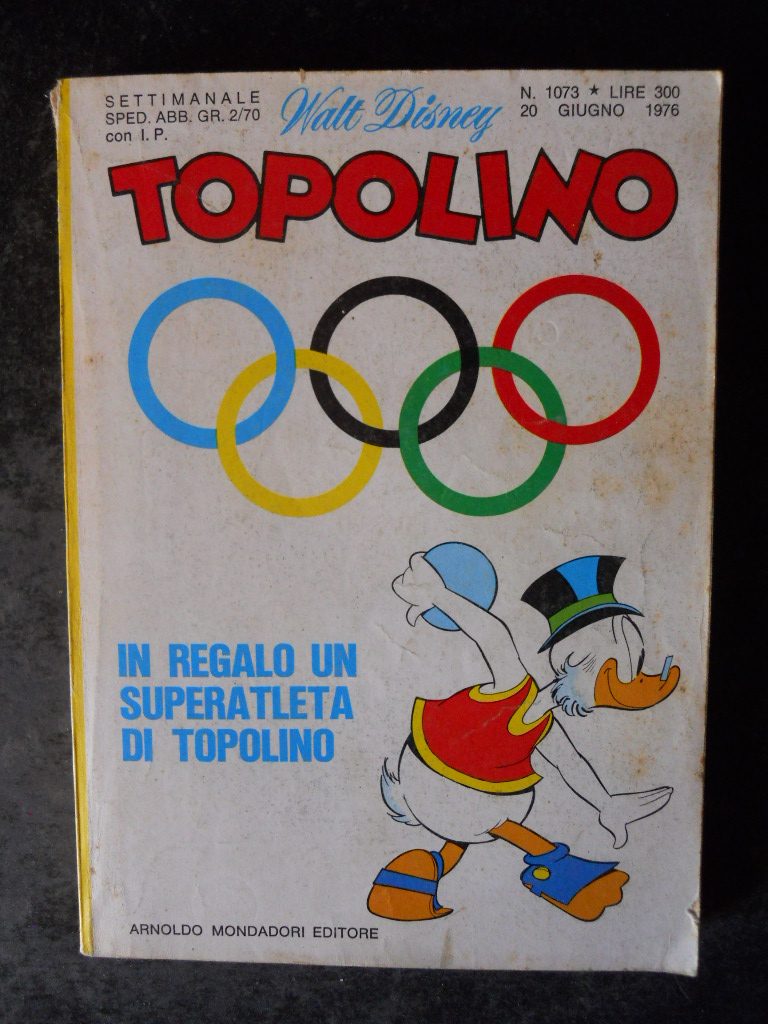 SETTIMANALE
SPED. ABB. GR. 2/70
con I. P.
Walt Disney
N. 1073 ★ LIRE 300
20 GIUGNO 1976
TOPOLINO
IN REGALO UN
SUPERATLETA
DI TOPOLINO
ARNOLDO MONDADORI EDITORE